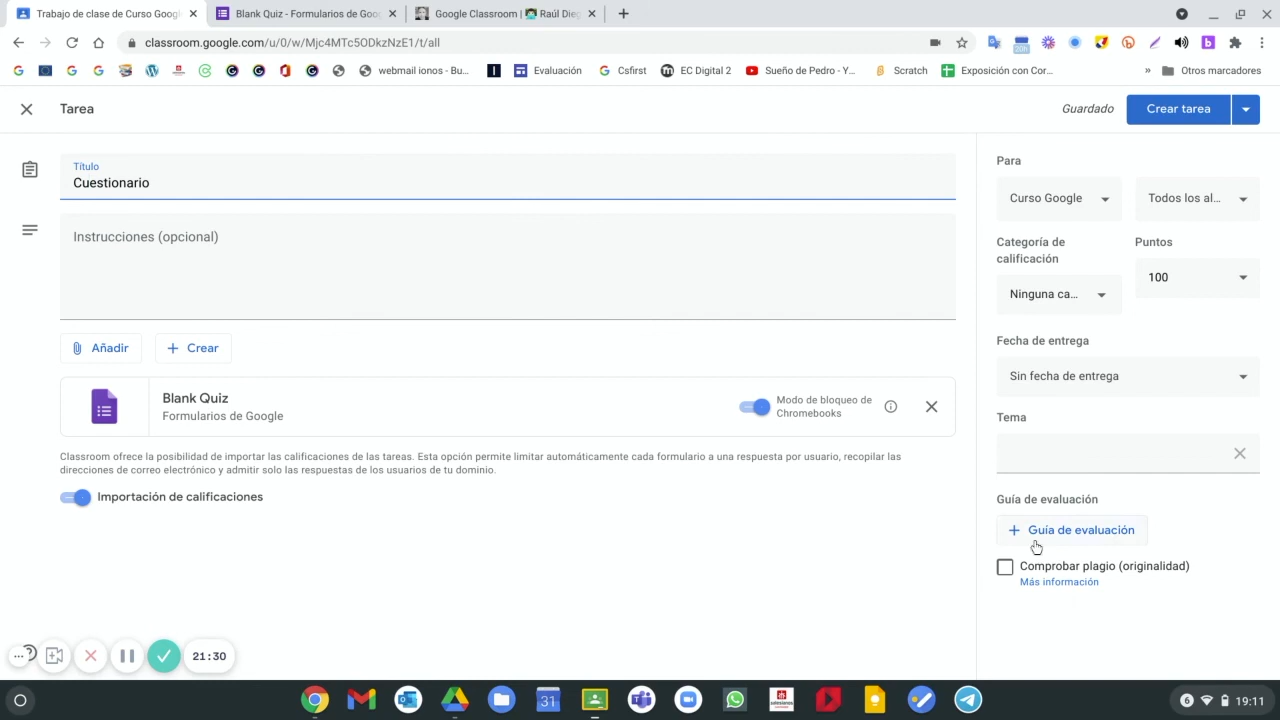 Trabajo de clase de Curso Googl
Blank Quiz - Formularios de Goog
Google Classroom | Raúl Dieg
classroom.google.com/u/0/w/Mjc4MTc5ODkzNzE1/t/all
webmail ionos - Bu...
Evaluación
Csfirst
EC Digital 2
Sueño de Pedro - Y...
Scratch
Exposición con Cor...
»
Otros marcadores
Tarea
Guardado
Crear tarea
Título
Cuestionario
Instrucciones (opcional)
Añadir
Crear
Blank Quiz
Formularios de Google
Modo de bloqueo de
Chromebooks
Classroom ofrece la posibilidad de importar las calificaciones de las tareas. Esta opción permite limitar automáticamente cada formulario a una respuesta por usuario, recopilar las
direcciones de correo electrónico y admitir solo las respuestas de los usuarios de tu dominio.
Importación de calificaciones
Para
Curso Google
Todos los al...
Categoría de
calificación
Puntos
Ninguna ca...
100
Fecha de entrega
Sin fecha de entrega
Tema
Guía de evaluación
+ Guía de evaluación
Comprobar plagio (originalidad)
Más información
21:30
31
6
19:11